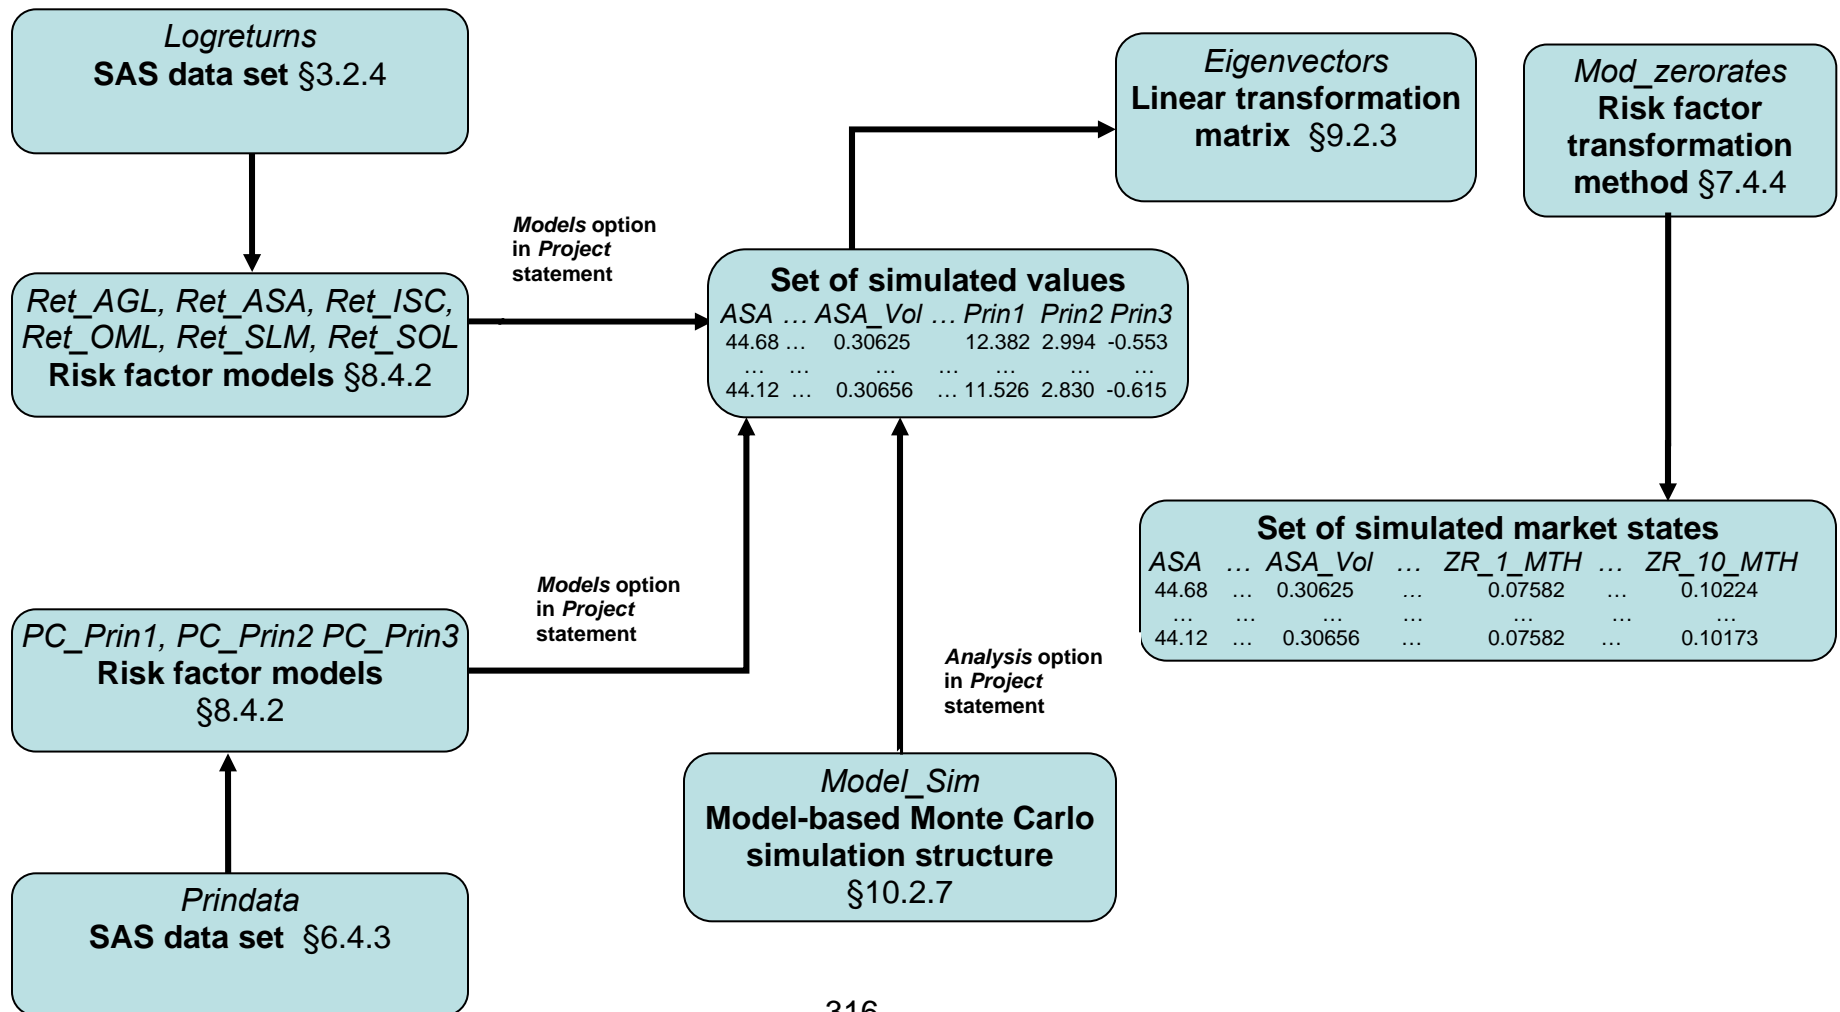 Logreturns
SAS data set §3.2.4
Eigenvectors
Linear transformation
matrix §9.2.3
Mod_zerorates
Risk factor
transformation
method §7.4.4
Models option
in Project
statement
Ret_AGL, Ret_ASA, Ret_ISC,
Ret_OML, Ret_SLM, Ret_SOL
Risk factor models §8.4.2
Set of simulated values
ASA … ASA_Vol … Prin1 Prin2 Prin3
44.68 … 0.30625 12.382 2.994 -0.553
… … … … … … …
44.12 … 0.30656 … 11.526 2.830 -0.615
Set of simulated market states
ASA … ASA_Vol … ZR_1_MTH … ZR_10_MTH
44.68 … 0.30625 … 0.07582 … 0.10224
… … … … … … …
44.12 … 0.30656 … 0.07582 … 0.10173
Models option
in Project
statement
PC_Prin1, PC_Prin2 PC_Prin3
Risk factor models
§8.4.2
Analysis option
in Project
statement
Model_Sim
Model-based Monte Carlo
simulation structure
§10.2.7
Prindata
SAS data set §6.4.3
316